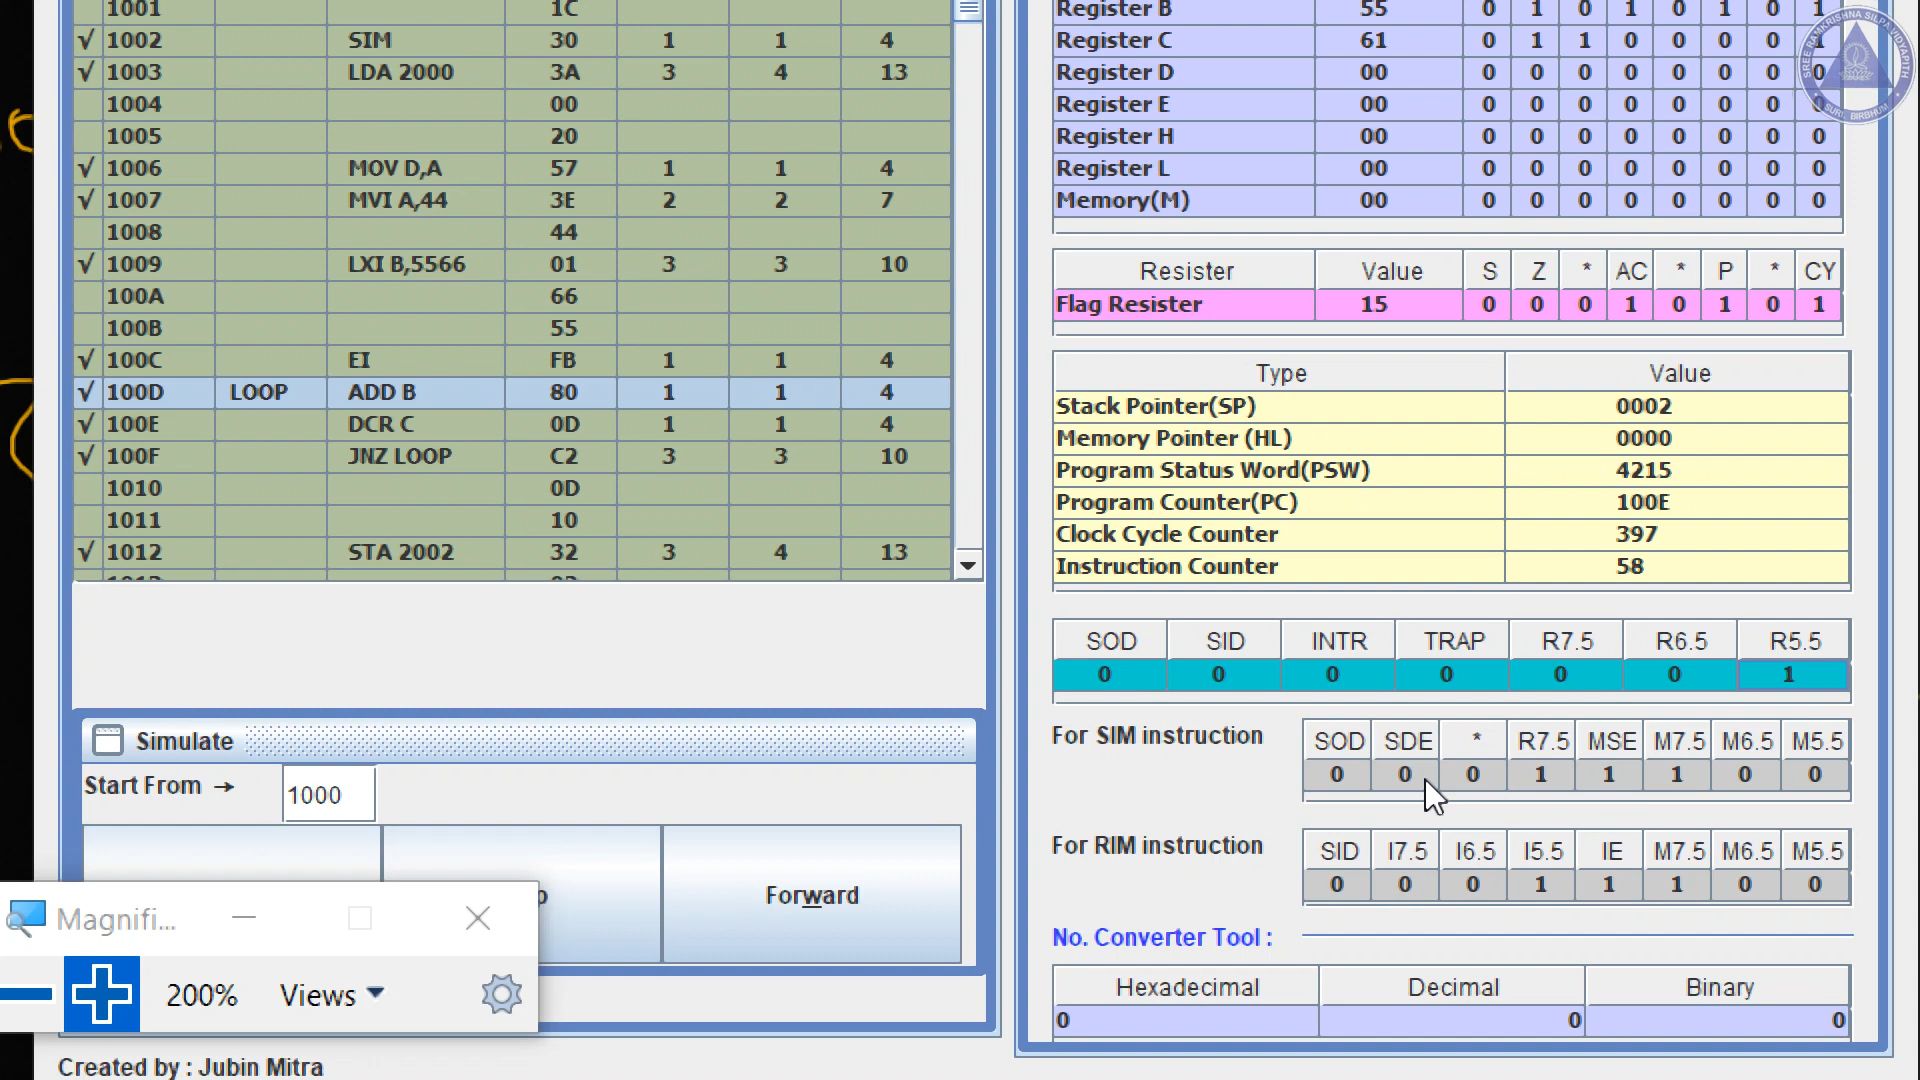 1001 1C
√ 1002 SIM 30 1 1 4
√ 1003 LDA 2000 3A 3 4 13
1004 00
1005 20
√ 1006 MOV D,A 57 1 1 4
√ 1007 MVI A,44 3E 2 2 7
1008 44
√ 1009 LXI B,5566 01 3 3 10
100A 66
100B 55
√ 100C EI FB 1 1 4
√ 100D LOOP ADD B 80 1 1 4
√ 100E DCR C 0D 1 1 4
√ 100F JNZ LOOP C2 3 3 10
1010 0D
1011 10
√ 1012 STA 2002 32 3 4 13
Simulate
Start From → 1000
Forward
Magnifi...
200% Views
Created by : Jubin Mitra
Register B 55 0 1 0 1 0 1 0 1
Register C 61 0 1 1 0 0 0 0 1
Register D 00 0 0 0 0 0 0 0 0
Register E 00 0 0 0 0 0 0 0 0
Register H 00 0 0 0 0 0 0 0 0
Register L 00 0 0 0 0 0 0 0 0
Memory(M) 00 0 0 0 0 0 0 0 0
Resister Value S Z * AC * P * CY
Flag Resister 15 0 0 0 1 0 1 0 1
Type Value
Stack Pointer(SP) 0002
Memory Pointer (HL) 0000
Program Status Word(PSW) 4215
Program Counter(PC) 100E
Clock Cycle Counter 397
Instruction Counter 58
SOD SID INTR TRAP R7.5 R6.5 R5.5
0 0 0 0 0 0 1
For SIM instruction
SOD SDE * R7.5 MSE M7.5 M6.5 M5.5
0 0 0 1 1 1 0 0
For RIM instruction
SID I7.5 I6.5 I5.5 IE M7.5 M6.5 M5.5
0 0 0 1 1 1 0 0
No. Converter Tool :
Hexadecimal Decimal Binary
0 0 0
SREE RAMKRISHNA SILPA VIDYAPITH
SURI, BIRBHUM